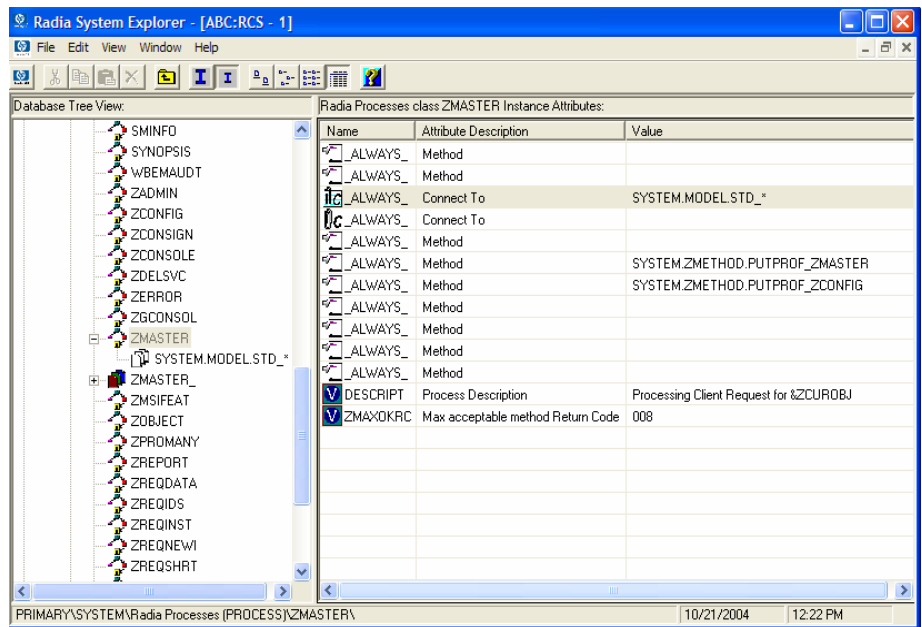 Radia System Explorer - [ABC:RCS - 1]
File Edit View Window Help
Database Tree View:
Radia Processes class ZMASTER Instance Attributes:
SMINFO
SYNOPSIS
WBEMAUDT
ZADMIN
ZCONFIG
ZCONSIGN
ZCONSOLE
ZDELSVC
ZERROR
ZGCONSOL
ZMASTER
SYSTEM.MODEL.STD_*
ZMASTER_
ZMSIFEAT
ZOBJECT
ZPROMANY
ZREPORT
ZREQDATA
ZREQIDS
ZREQINST
ZREQNEWI
ZREQSHRT
Name Attribute Description Value
_ALWAYS_ Method
_ALWAYS_ Method
_ALWAYS_ Connect To SYSTEM.MODEL.STD_*
_ALWAYS_ Connect To
_ALWAYS_ Method
_ALWAYS_ Method SYSTEM.ZMETHOD.PUTPROF_ZMASTER
_ALWAYS_ Method SYSTEM.ZMETHOD.PUTPROF_ZCONFIG
_ALWAYS_ Method
_ALWAYS_ Method
_ALWAYS_ Method
_ALWAYS_ Method
V DESCRIPT Process Description Processing Client Request for &ZCUROBJ
V ZMAXOKRC Max acceptable method Return Code 008
PRIMARY\SYSTEM\Radia Processes (PROCESS)\ZMASTER\ 10/21/2004 12:22 PM